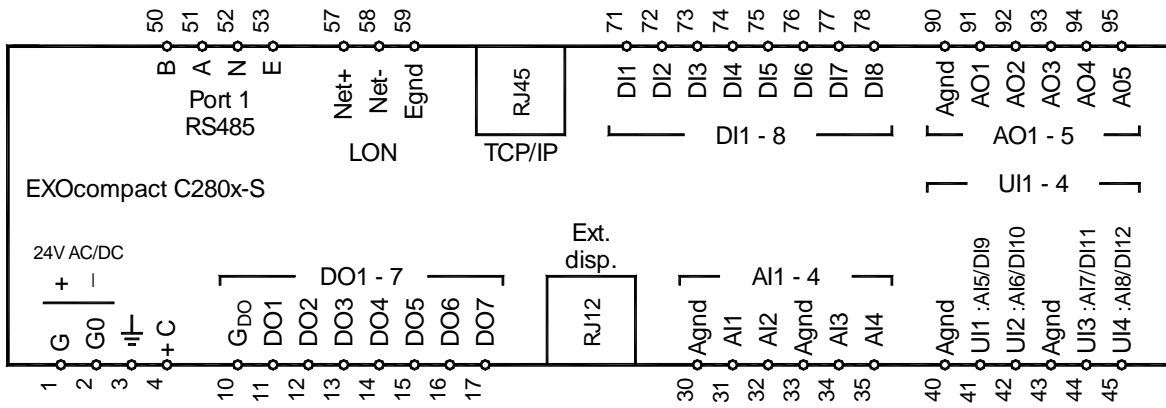 50 51 52 53 57 58 59 71 72 73 74 75 76 77 78 90 91 92 93 94 95
B A N E Net+ Net- Egnd RJ45 DI1 DI2 DI3 DI4 DI5 DI6 DI7 DI8 Agnd AO1 AO2 AO3 AO4 A05
Port 1
RS485
LON
TCP/IP
DI1 - 8
AO1 - 5
EXOcompact C280x-S
UI1 - 4
24V AC/DC
+ –
DO1 - 7
Ext.
disp.
AI1 - 4
G G0 +C GDO DO1 DO2 DO3 DO4 DO5 DO6 DO7 RJ12 Agnd AI1 AI2 Agnd AI3 AI4 Agnd UI1 :AI5/DI9 UI2 :AI6/DI10 Agnd UI3 :AI7/DI11 UI4 :AI8/DI12
1 2 3 4 10 11 12 13 14 15 16 17 30 31 32 33 34 35 40 41 42 43 44 45